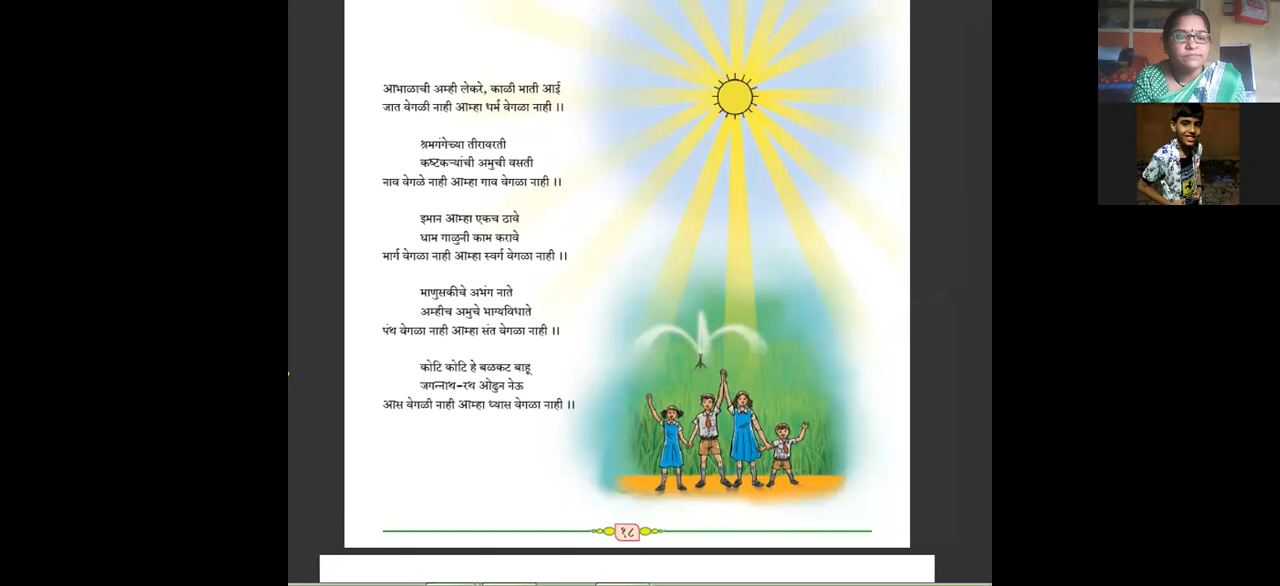 आभाळाची अम्ही लेकरे, काळी माती आई
जात वेगळी नाही आम्हा धर्म वेगळा नाही ।।
श्रमगंगेच्या तीरावरती
कष्टकऱ्यांची अमुची वसती
नाव वेगळे नाही आम्हा गाव वेगळा नाही ।।
इमान आम्हा एकच ठावे
घाम गाळुनी काम करावे
मार्ग वेगळा नाही आम्हा स्वर्ग वेगळा नाही ।।
माणुसकीचे अभंग नाते
अम्हीच अमुचे भाग्यविधाते
पंथ वेगळा नाही आम्हा संत वेगळा नाही ।।
कोटि कोटि हे बळकट बाहू
जगन्नाथ-रथ ओढुन नेऊ
आस वेगळी नाही आम्हा ध्यास वेगळा नाही ।।
१८